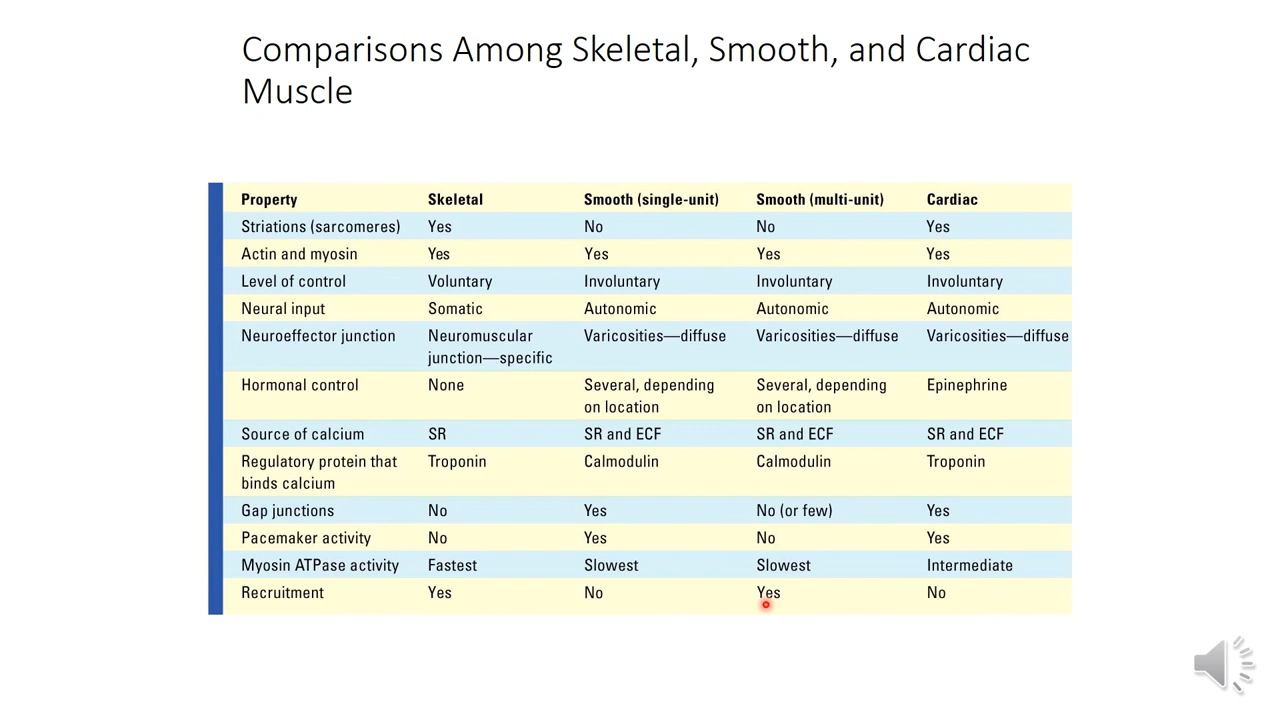 Comparisons Among Skeletal, Smooth, and Cardiac
Muscle
Property Skeletal Smooth (single-unit) Smooth (multi-unit) Cardiac
Striations (sarcomeres) Yes No No Yes
Actin and myosin Yes Yes Yes Yes
Level of control Voluntary Involuntary Involuntary Involuntary
Neural input Somatic Autonomic Autonomic Autonomic
Neuroeffector junction Neuromuscular Varicosities—diffuse Varicosities—diffuse Varicosities—diffuse
junction—specific
Hormonal control None Several, depending Several, depending Epinephrine
on location on location
Source of calcium SR SR and ECF SR and ECF SR and ECF
Regulatory protein that Troponin Calmodulin Calmodulin Troponin
binds calcium
Gap junctions No Yes No (or few) Yes
Pacemaker activity No Yes No Yes
Myosin ATPase activity Fastest Slowest Slowest Intermediate
Recruitment Yes No Yes No